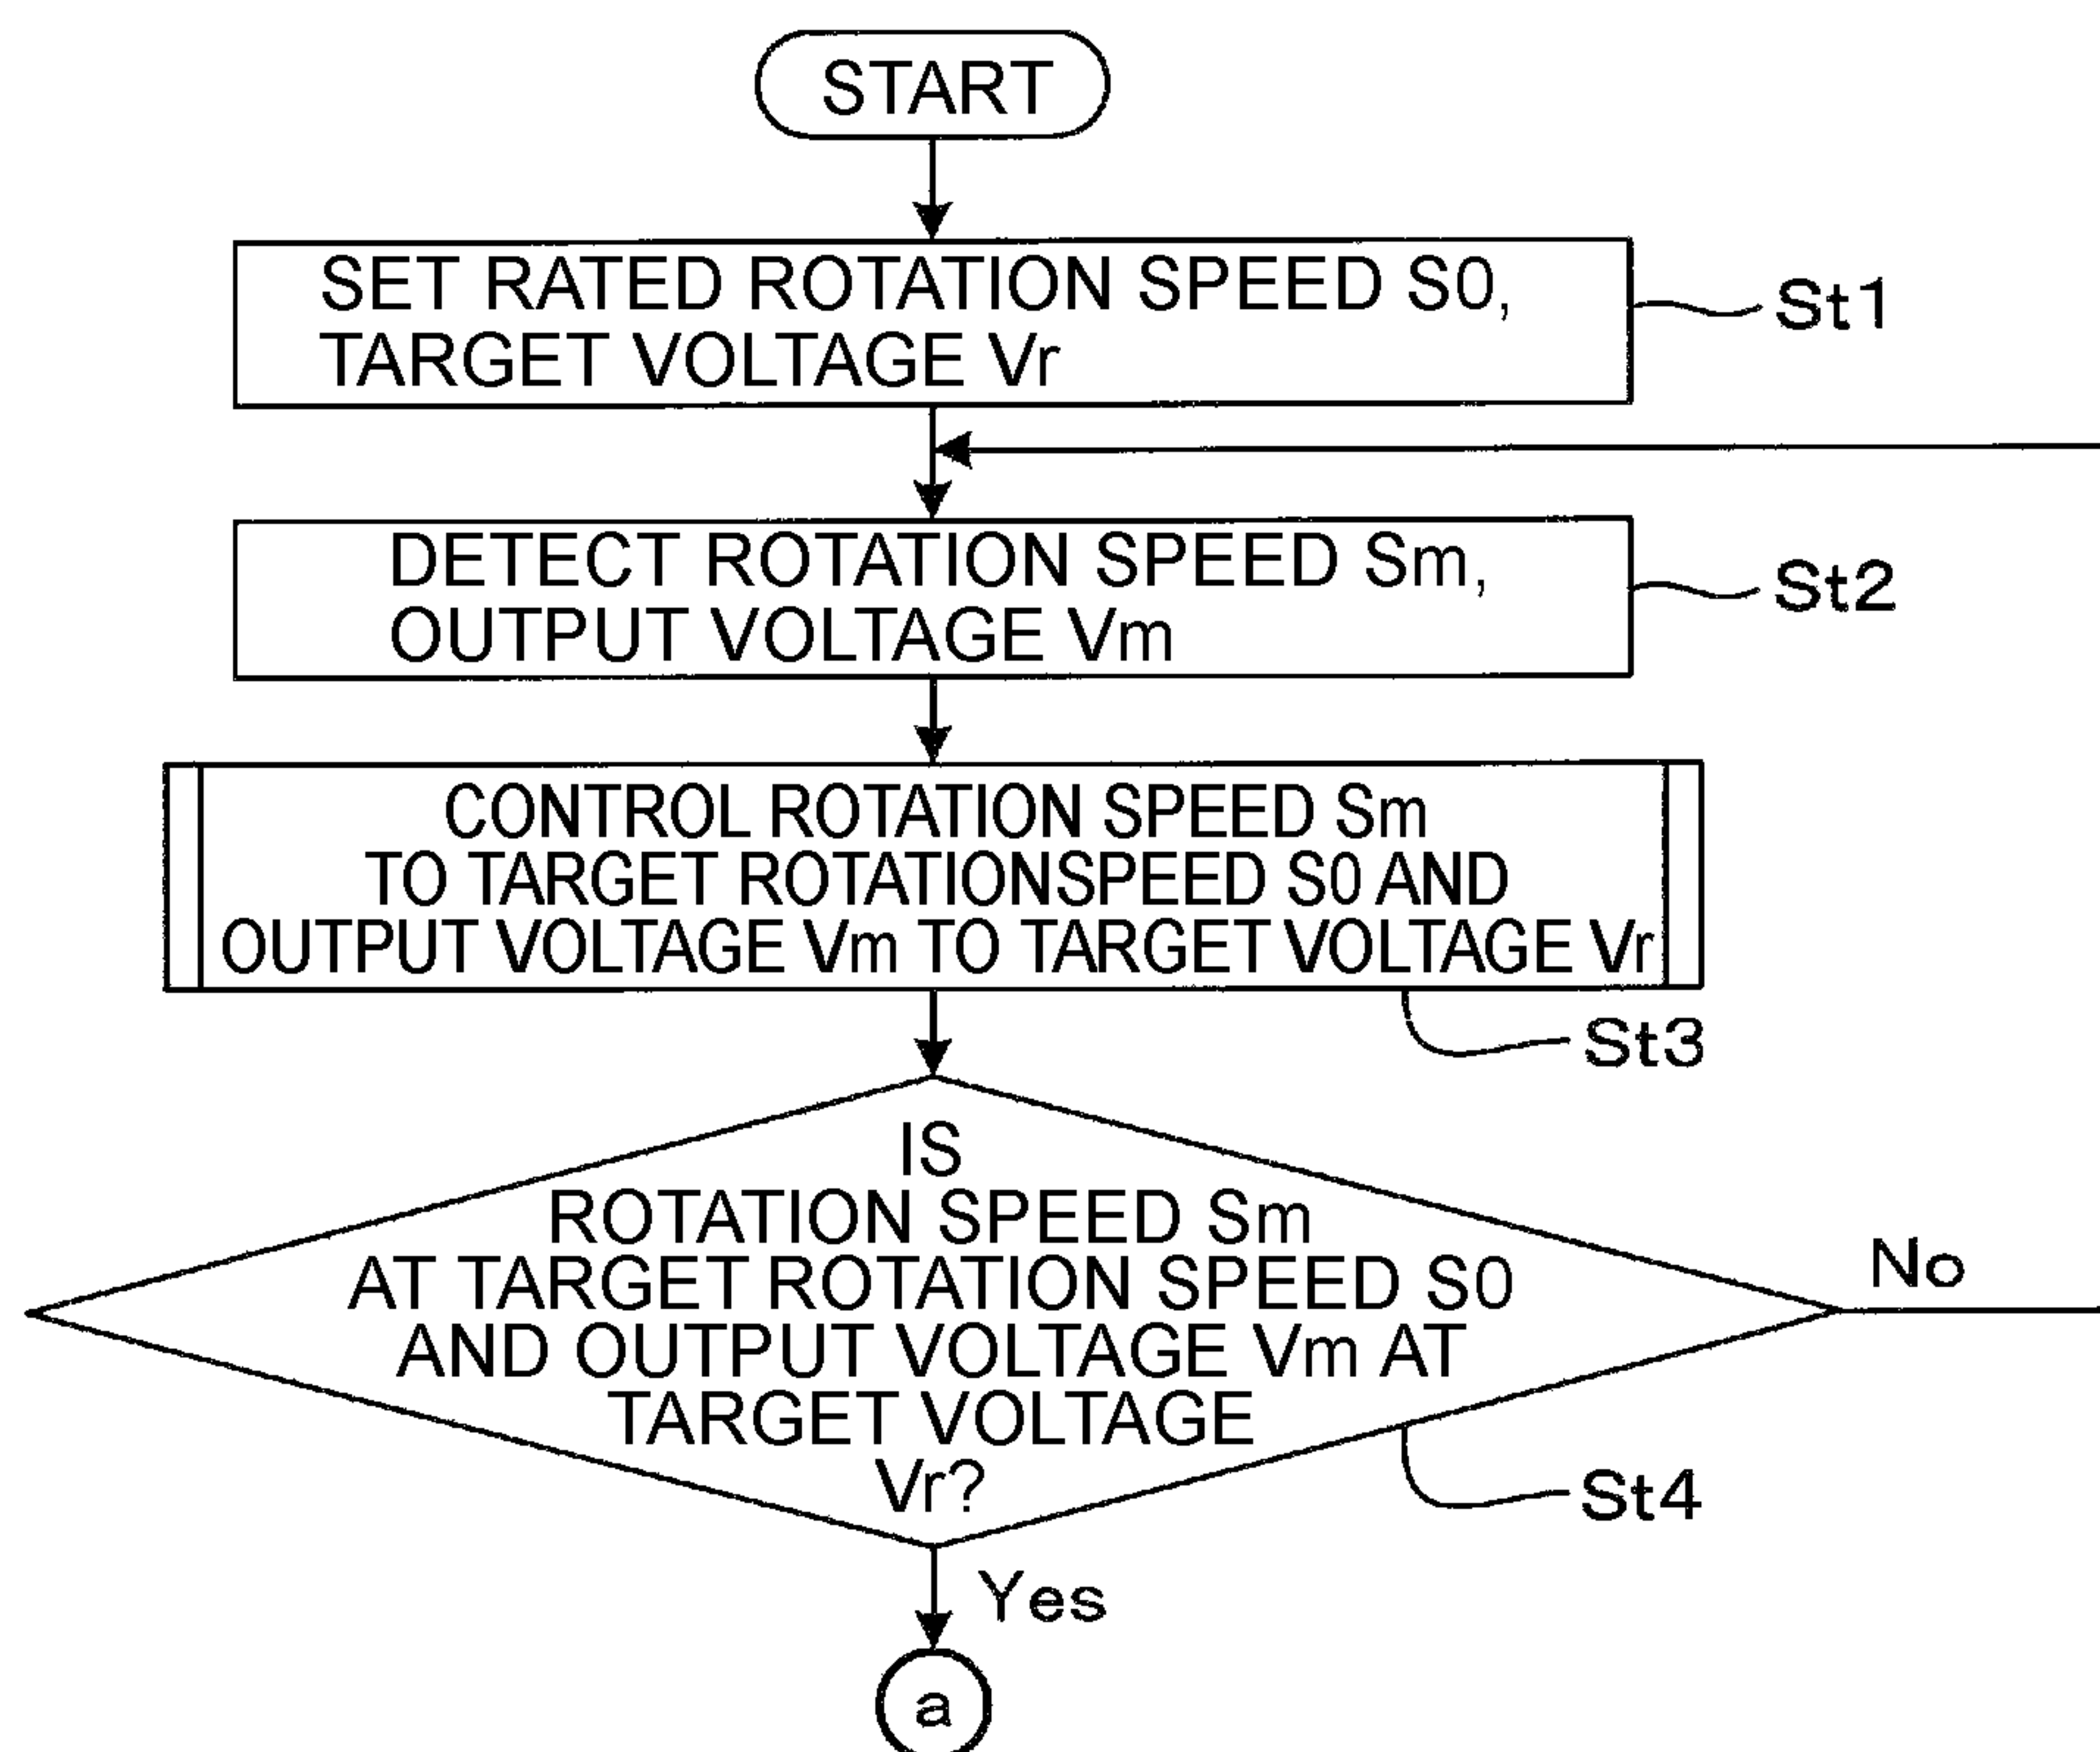 START
SET RATED ROTATION SPEED S0,
TARGET VOLTAGE Vr
St1
DETECT ROTATION SPEED Sm,
OUTPUT VOLTAGE Vm
St2
CONTROL ROTATION SPEED Sm
TO TARGET ROTATIONSPEED S0 AND
OUTPUT VOLTAGE Vm TO TARGET VOLTAGE Vr
St3
IS
ROTATION SPEED Sm
AT TARGET ROTATION SPEED S0
AND OUTPUT VOLTAGE Vm AT
TARGET VOLTAGE
Vr?
No
St4
Yes
a